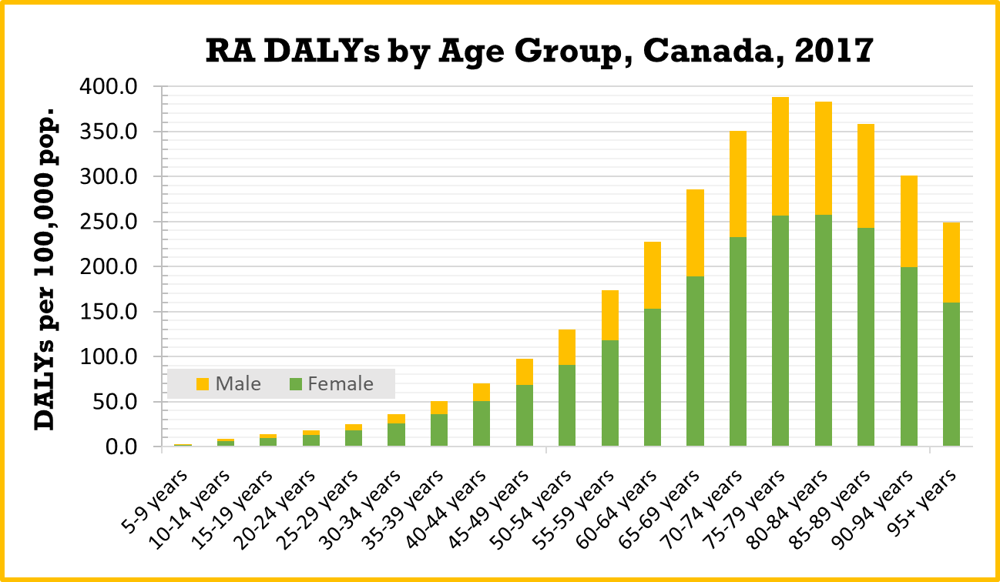 RA DALYs by Age Group, Canada, 2017
DALYs per 100,000 pop.
400.0
350.0
300.0
250.0
200.0
150.0
100.0
50.0
0.0
Male Female
5-9 years
10-14 years
15-19 years
20-24 years
25-29 years
30-34 years
35-39 years
40-44 years
45-49 years
50-54 years
55-59 years
60-64 years
65-69 years
70-74 years
75-79 years
80-84 years
85-89 years
90-94 years
95+ years